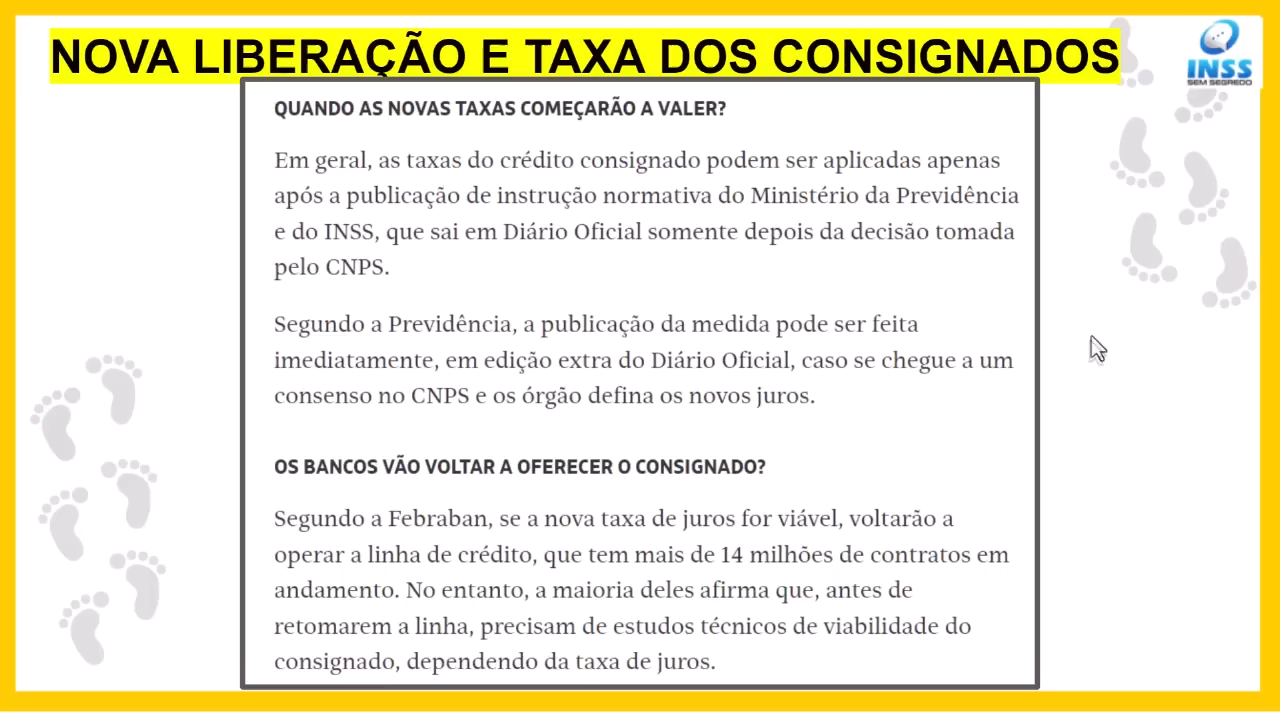 NOVA LIBERAÇÃO E TAXA DOS CONSIGNADOS
INSS
SEM SEGREDO
QUANDO AS NOVAS TAXAS COMEÇARÃO A VALER?
Em geral, as taxas do crédito consignado podem ser aplicadas apenas
após a publicação de instrução normativa do Ministério da Previdência
e do INSS, que sai em Diário Oficial somente depois da decisão tomada
pelo CNPS.
Segundo a Previdência, a publicação da medida pode ser feita
imediatamente, em edição extra do Diário Oficial, caso se chegue a um
consenso no CNPS e os órgão defina os novos juros.
OS BANCOS VÃO VOLTAR A OFERECER O CONSIGNADO?
Segundo a Febraban, se a nova taxa de juros for viável, voltarão a
operar a linha de crédito, que tem mais de 14 milhões de contratos em
andamento. No entanto, a maioria deles afirma que, antes de
retomarem a linha, precisam de estudos técnicos de viabilidade do
consignado, dependendo da taxa de juros.